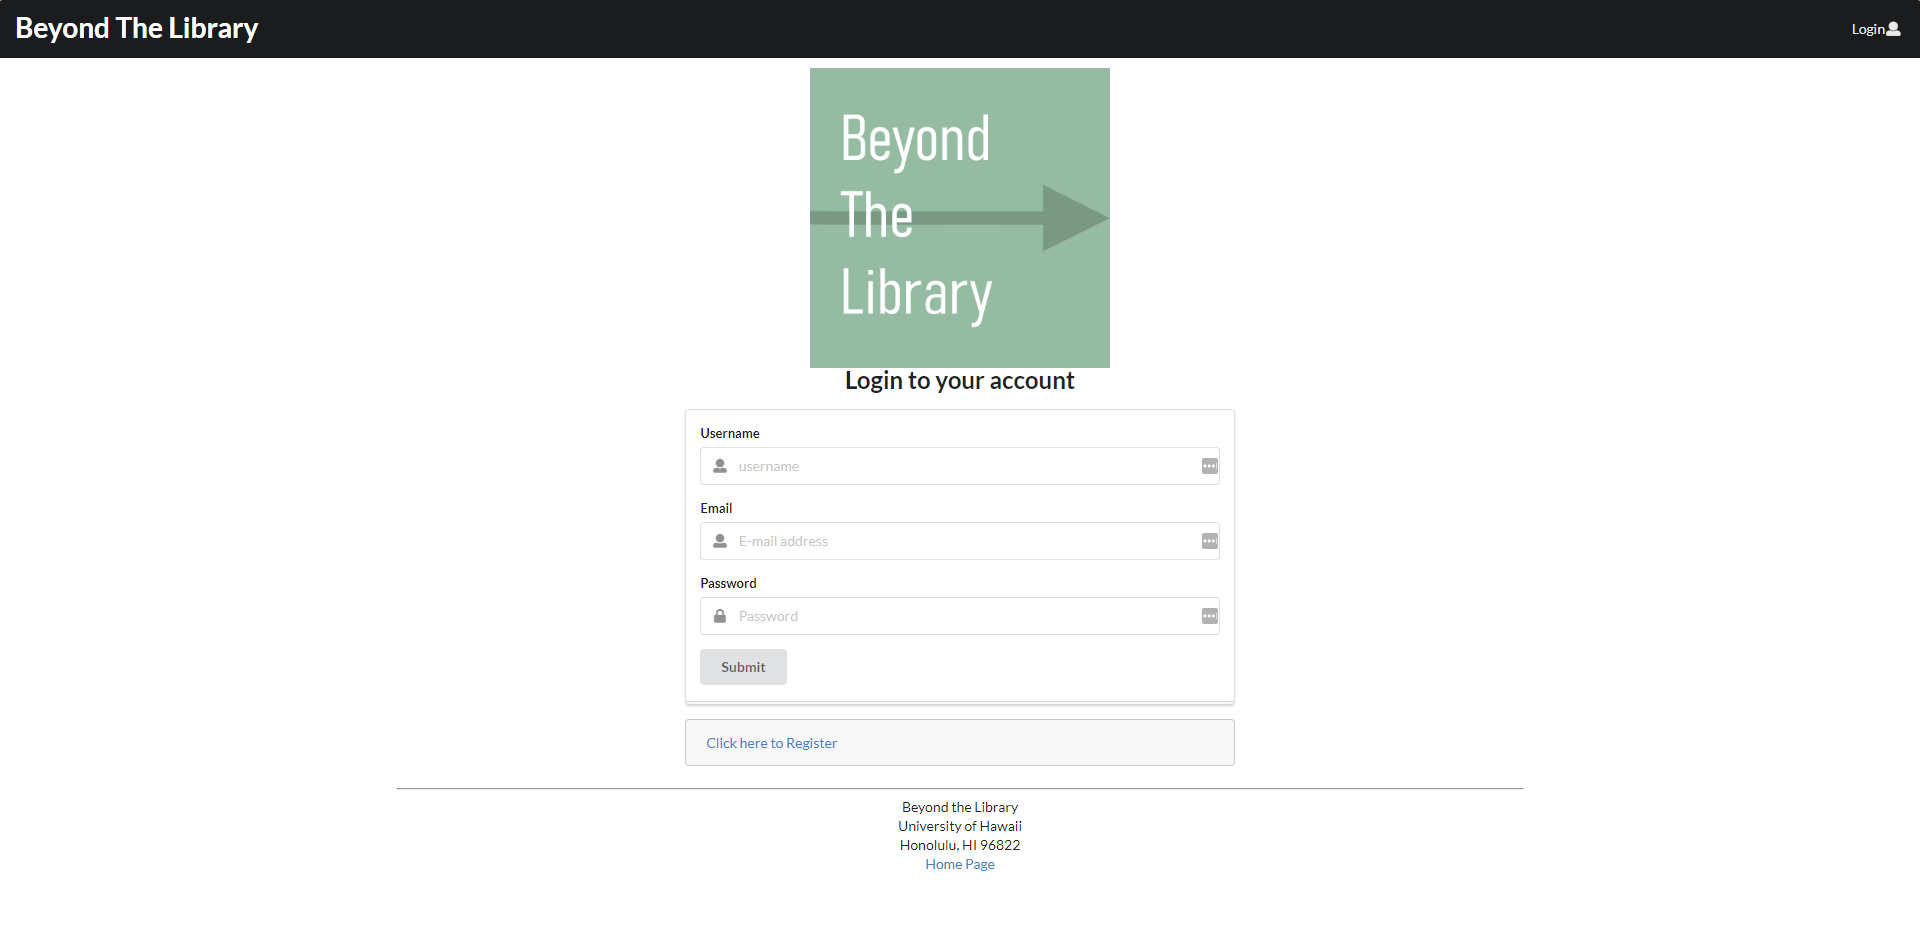 Beyond The Library
Login
Beyond
The
Library
Login to your account
Username
username
Email
E-mail address
Password
Password
Submit
Click here to Register
Beyond the Library
University of Hawaii
Honolulu, HI 96822
Home Page